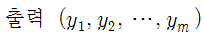 출력 (y₁, y₂, ⋯, yₘ)